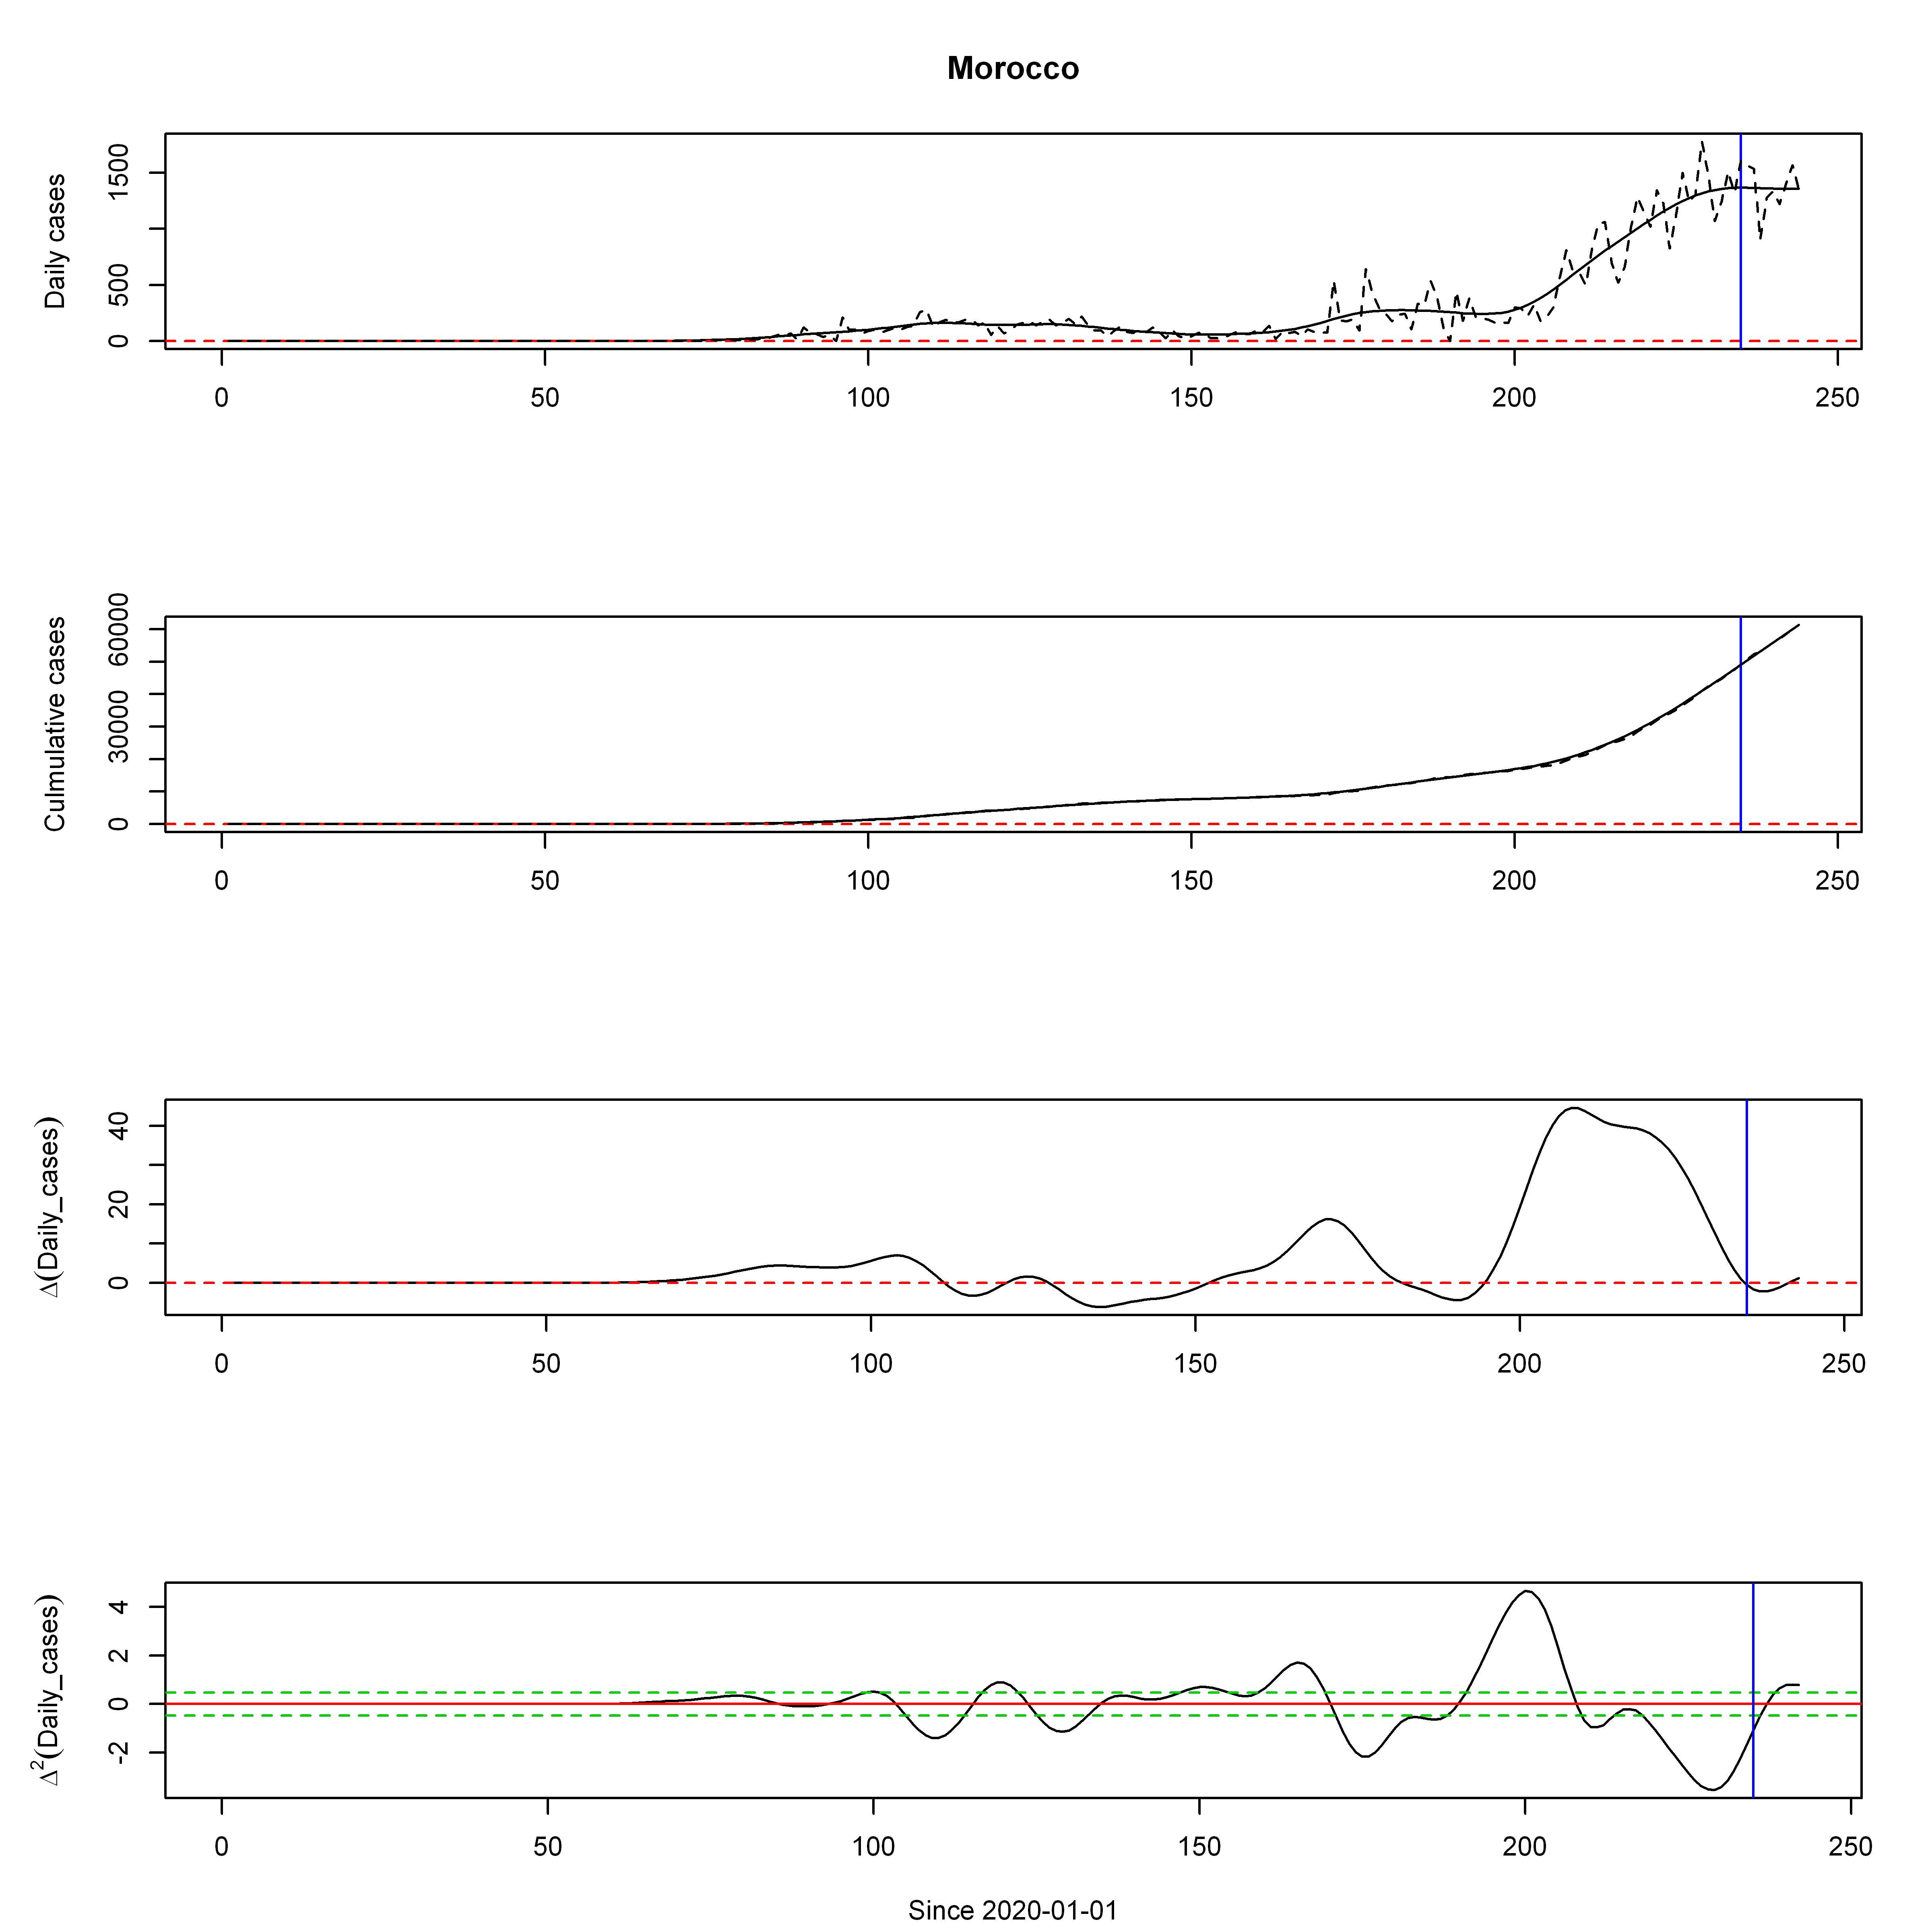 Morocco
Daily cases
0
500
1500
0 50 100 150 200 250
Culmulative cases
0
30000
60000
0 50 100 150 200 250
Δ(Daily_cases)
0
20
40
0 50 100 150 200 250
Δ²(Daily_cases)
-2
0
2
4
0 50 100 150 200 250
Since 2020-01-01